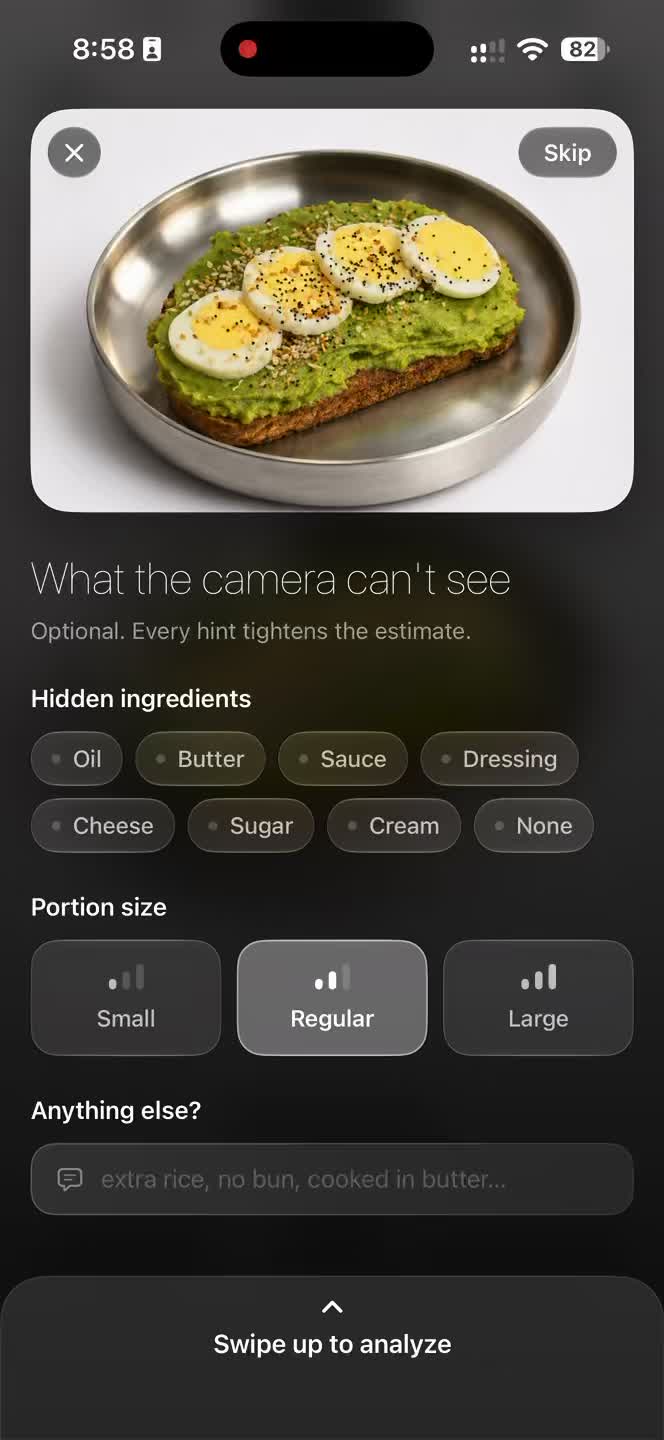 8:58
82
Skip
What the camera can't see
Optional. Every hint tightens the estimate.
Hidden ingredients
Oil
Butter
Sauce
Dressing
Cheese
Sugar
Cream
None
Portion size
Small
Regular
Large
Anything else?
extra rice, no bun, cooked in butter...
Swipe up to analyze